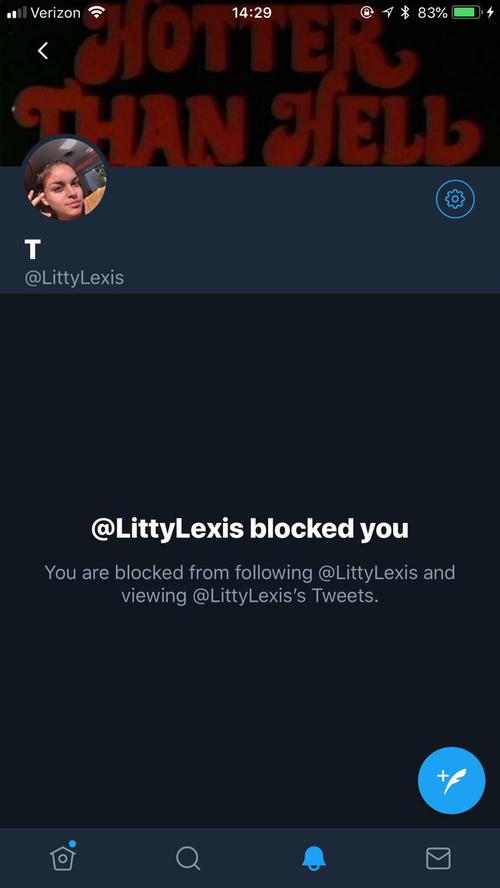 Verizon 14:29 83%
HOTTER
THAN HELL
T
@LittyLexis
@LittyLexis blocked you
You are blocked from following @LittyLexis and
viewing @LittyLexis's Tweets.